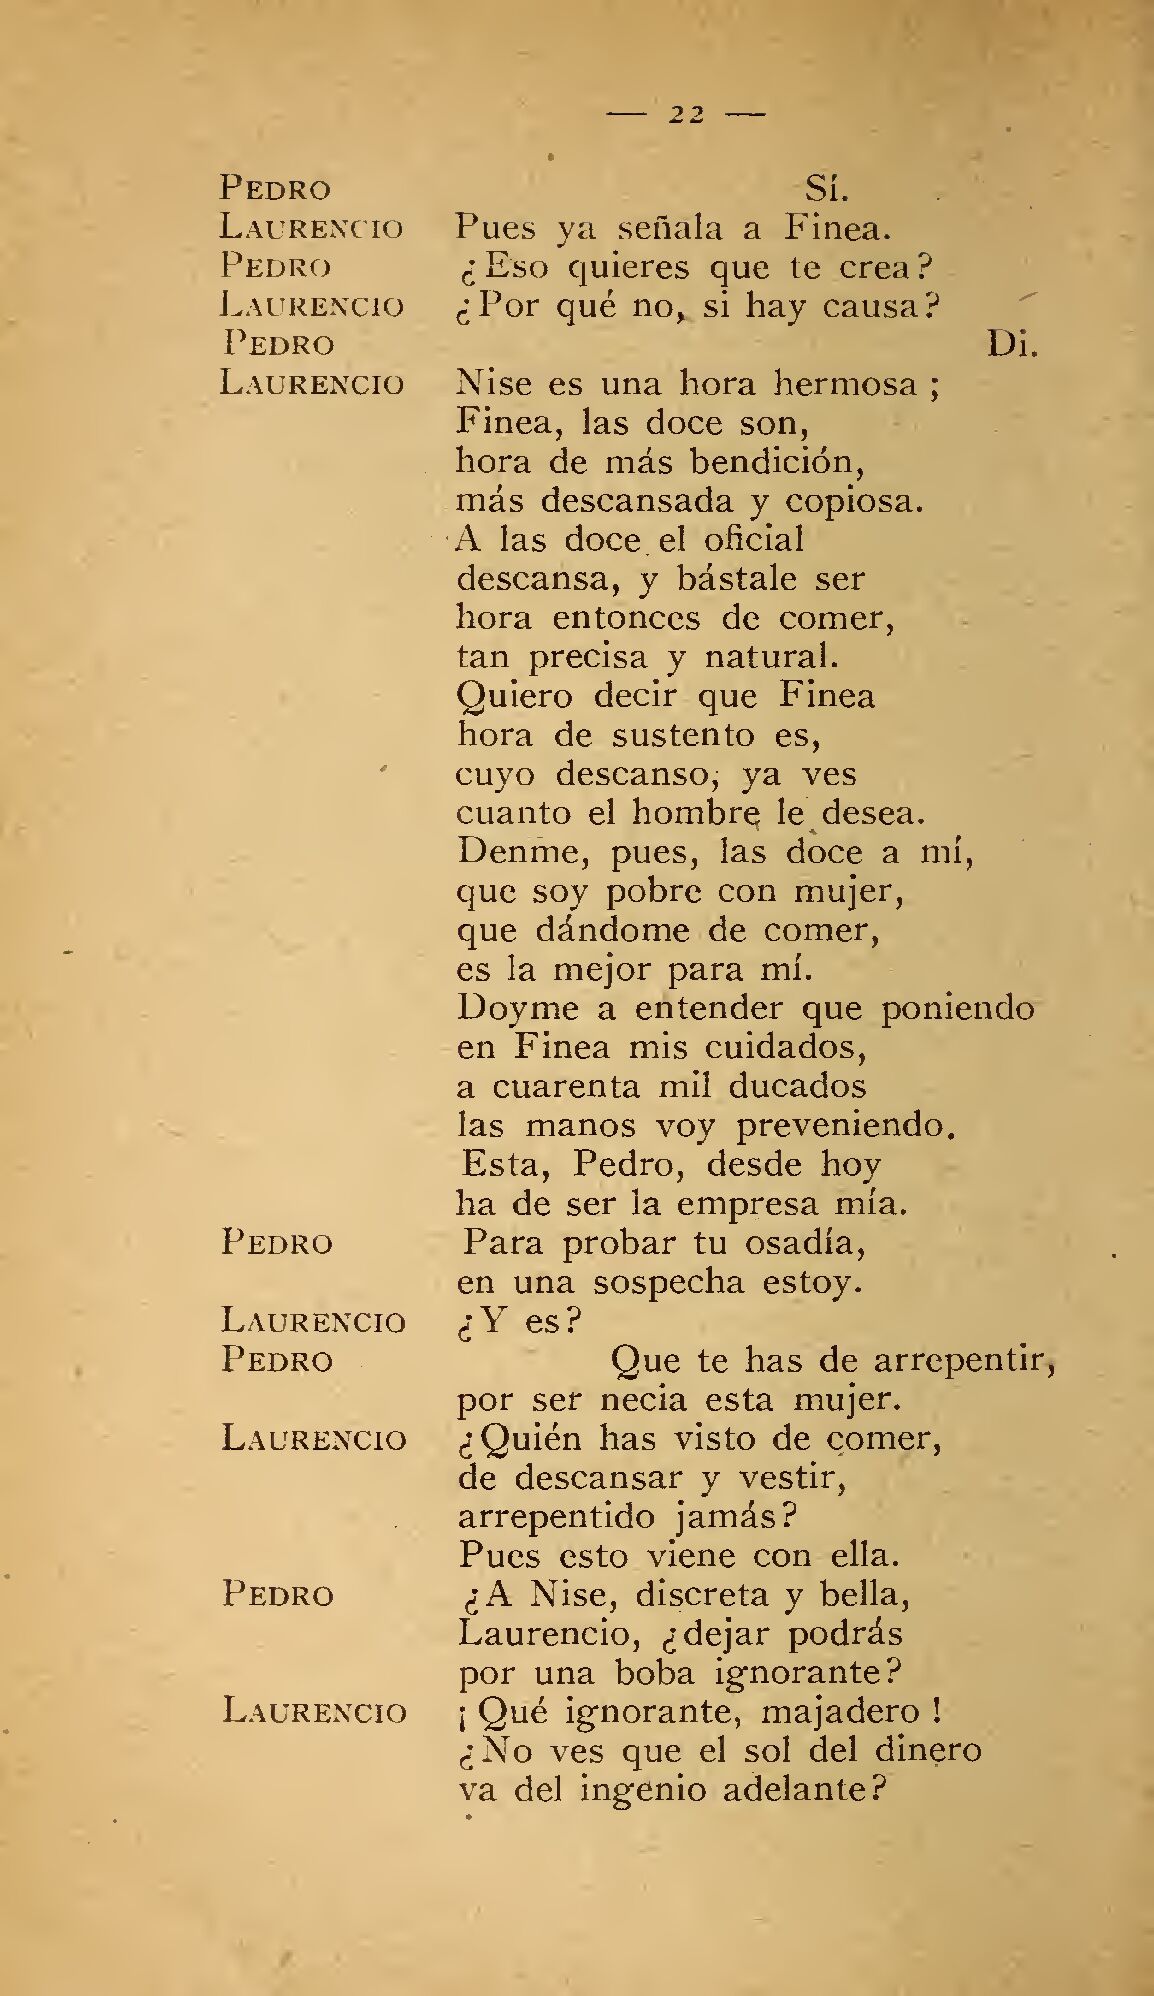 — 22 —
PEDRO Sí.
LAURENCIO Pues ya señala a Finea.
PEDRO ¿Eso quieres que te crea?
LAURENCIO ¿Por qué no, si hay causa?
PEDRO Di.
LAURENCIO Nise es una hora hermosa ;
Finea, las doce son,
hora de más bendición,
más descansada y copiosa.
A las doce el oficial
descansa, y bástale ser
hora entonces de comer,
tan precisa y natural.
Quiero decir que Finea
hora de sustento es,
cuyo descanso, ya ves
cuanto el hombre le desea.
Denme, pues, las doce a mí,
que soy pobre con mujer,
que dándome de comer,
es la mejor para mí.
Doyme a entender que poniendo
en Finea mis cuidados,
a cuarenta mil ducados
las manos voy preveniendo.
Esta, Pedro, desde hoy
ha de ser la empresa mía.
PEDRO Para probar tu osadía,
en una sospecha estoy.
LAURENCIO ¿Y es?
PEDRO Que te has de arrepentir,
por ser necia esta mujer.
LAURENCIO ¿Quién has visto de comer,
de descansar y vestir,
arrepentido jamás?
Pues esto viene con ella.
PEDRO ¿A Nise, discreta y bella,
Laurencio, ¿dejar podrás
por una boba ignorante?
LAURENCIO ¡Qué ignorante, majadero !
¿No ves que el sol del dinero
va del ingenio adelante?